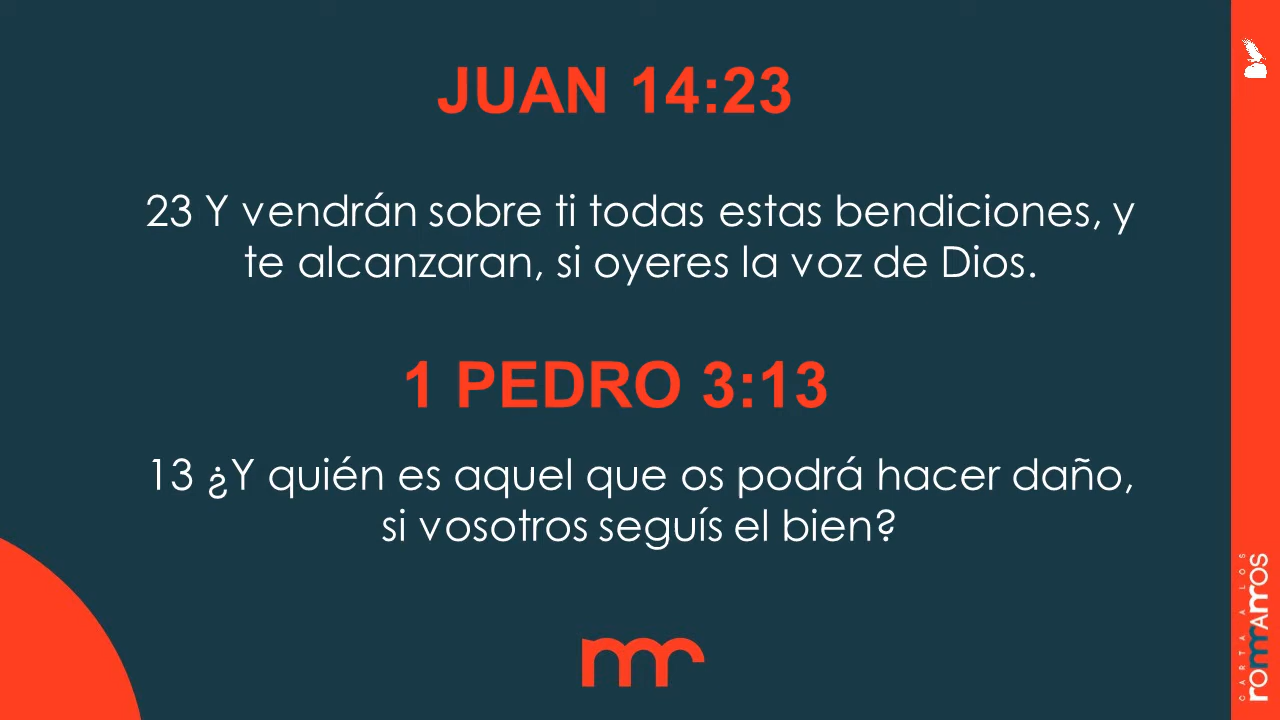 JUAN 14:23
23 Y vendrán sobre ti todas estas bendiciones, y
te alcanzaran, si oyeres la voz de Dios.
1 PEDRO 3:13
13 ¿Y quién es aquel que os podrá hacer daño,
si vosotros seguís el bien?
CARTA A LOS
romanos